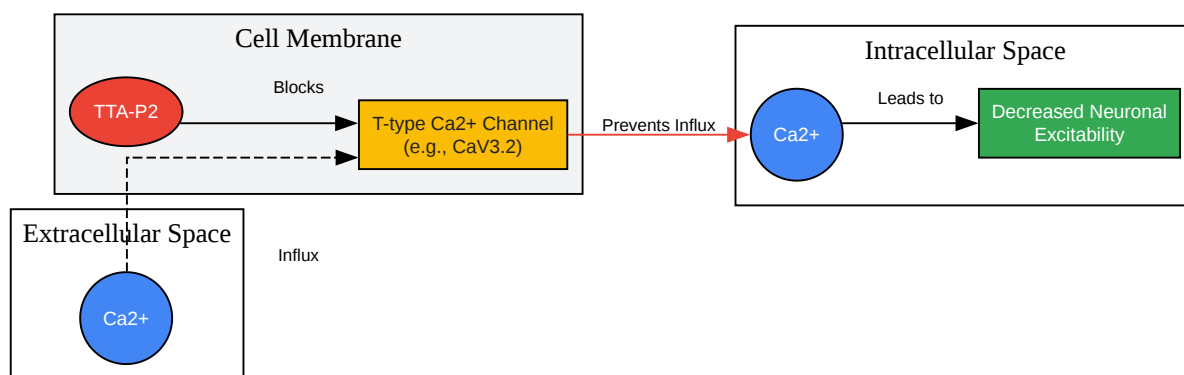 Cell Membrane
TTA-P2
Blocks
T-type Ca2+ Channel
(e.g., CaV3.2)
Prevents Influx
Intracellular Space
Ca2+
Leads to
Decreased Neuronal
Excitability
Extracellular Space
Influx
Ca2+